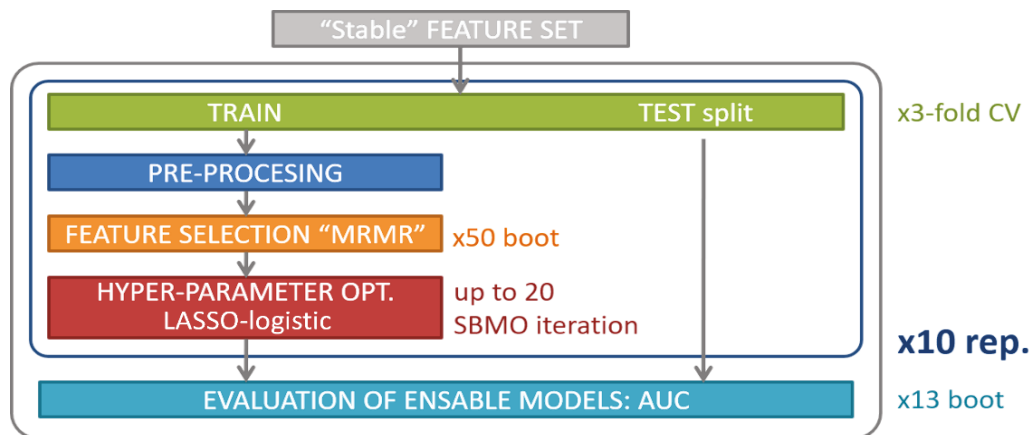 “Stable” FEATURE SET
TRAIN
TEST split
x3-fold CV
PRE-PROCESING
FEATURE SELECTION “MRMR”
x50 boot
HYPER-PARAMETER OPT.
LASSO-logistic
up to 20
SBMO iteration
x10 rep.
EVALUATION OF ENSABLE MODELS: AUC
x13 boot